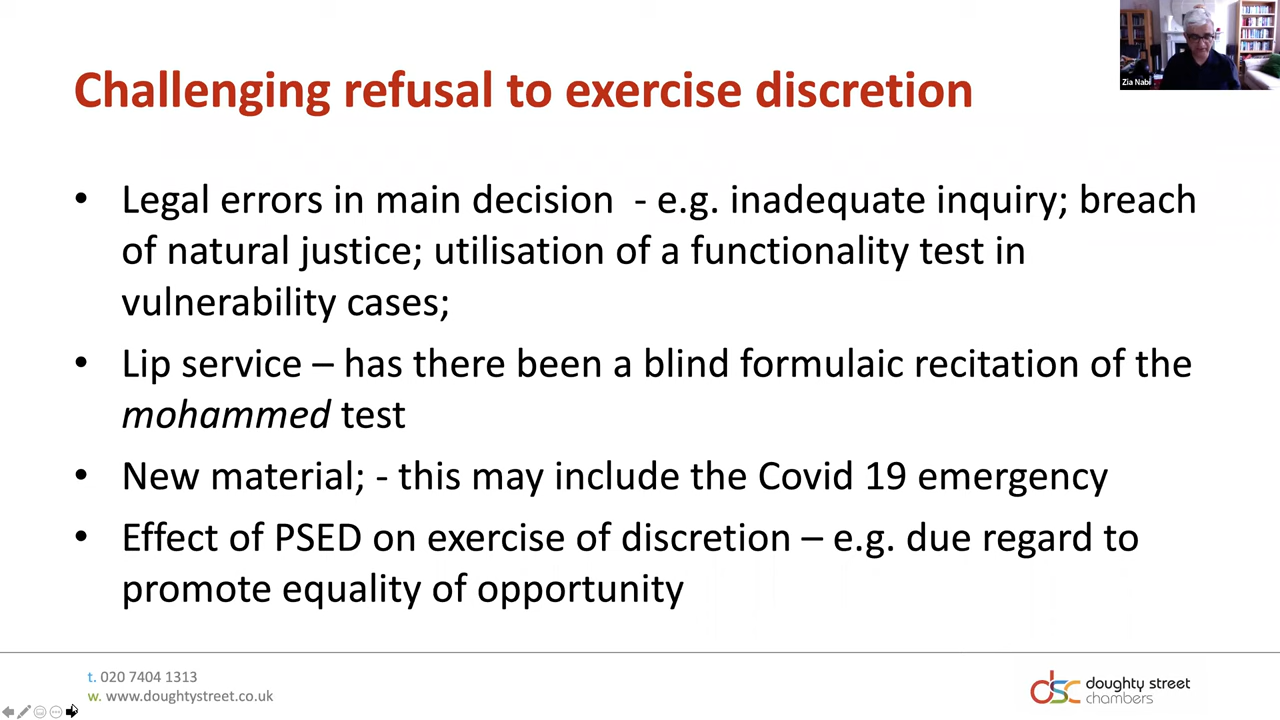 Challenging refusal to exercise discretion
Zia Nabi
• Legal errors in main decision - e.g. inadequate inquiry; breach
of natural justice; utilisation of a functionality test in
vulnerability cases;
• Lip service – has there been a blind formulaic recitation of the
mohammed test
• New material; - this may include the Covid 19 emergency
• Effect of PSED on exercise of discretion – e.g. due regard to
promote equality of opportunity
t. 020 7404 1313
w. www.doughtystreet.co.uk
dsc doughty street
chambers